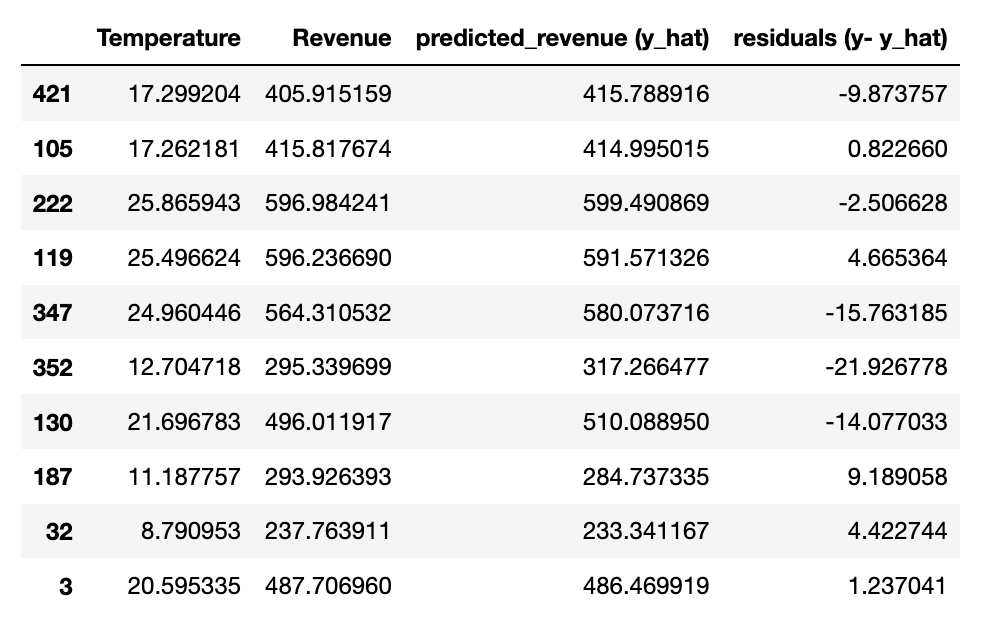 Temperature Revenue predicted_revenue (y_hat) residuals (y- y_hat)
421 17.299204 405.915159 415.788916 -9.873757
105 17.262181 415.817674 414.995015 0.822660
222 25.865943 596.984241 599.490869 -2.506628
119 25.496624 596.236690 591.571326 4.665364
347 24.960446 564.310532 580.073716 -15.763185
352 12.704718 295.339699 317.266477 -21.926778
130 21.696783 496.011917 510.088950 -14.077033
187 11.187757 293.926393 284.737335 9.189058
32 8.790953 237.763911 233.341167 4.422744
3 20.595335 487.706960 486.469919 1.237041